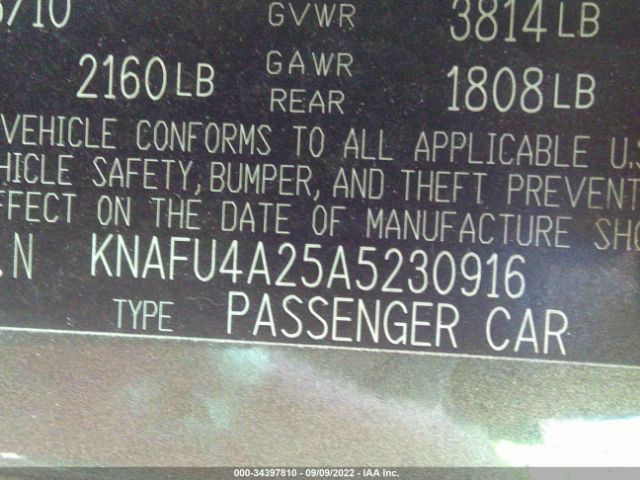 /10 GVWR 3814 LB
2160 LB GAWR REAR 1808 LB
VEHICLE CONFORMS TO ALL APPLICABLE U.S
HICLE SAFETY, BUMPER, AND THEFT PREVENT
FFECT ON THE DATE OF MANUFACTURE SHO
.N KNAFU4A25A5230916
TYPE PASSENGER CAR
000-34397810 - 09/09/2022 - IAA Inc.